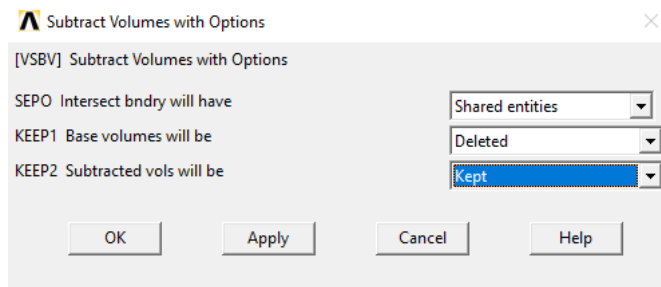 Subtract Volumes with Options
[VSBV] Subtract Volumes with Options
SEPO Intersect bndry will have Shared entities
KEEP1 Base volumes will be Deleted
KEEP2 Subtracted vols will be Kept
OK Apply Cancel Help